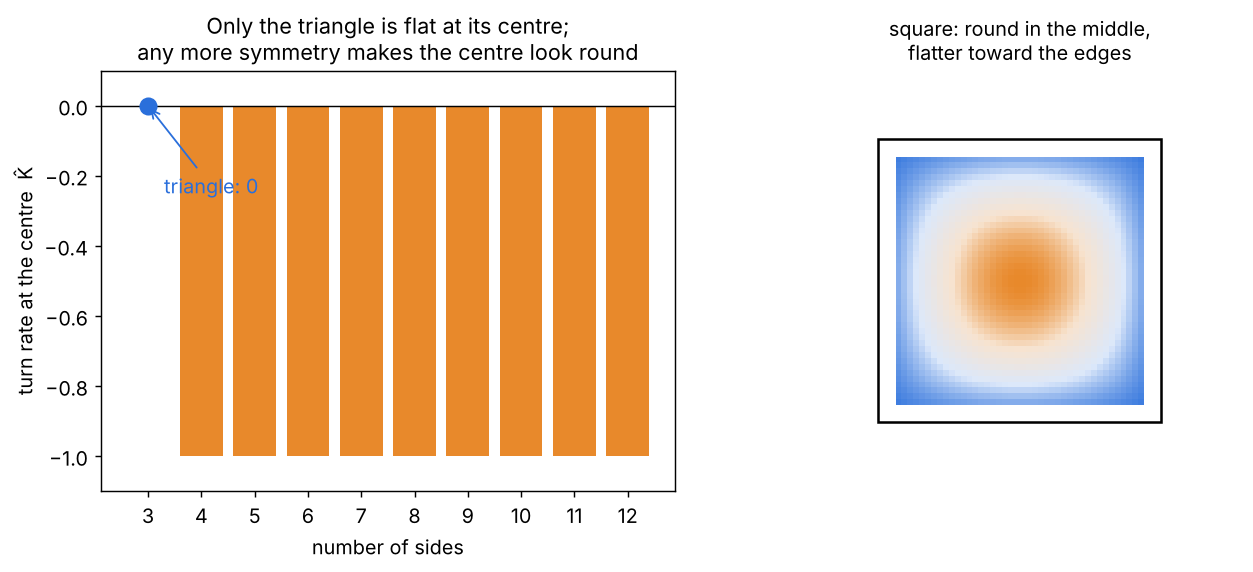 Only the triangle is flat at its centre;
any more symmetry makes the centre look round
square: round in the middle,
flatter toward the edges
turn rate at the centre K̂
0.0
−0.2
−0.4
−0.6
−0.8
−1.0
triangle: 0
3 4 5 6 7 8 9 10 11 12
number of sides